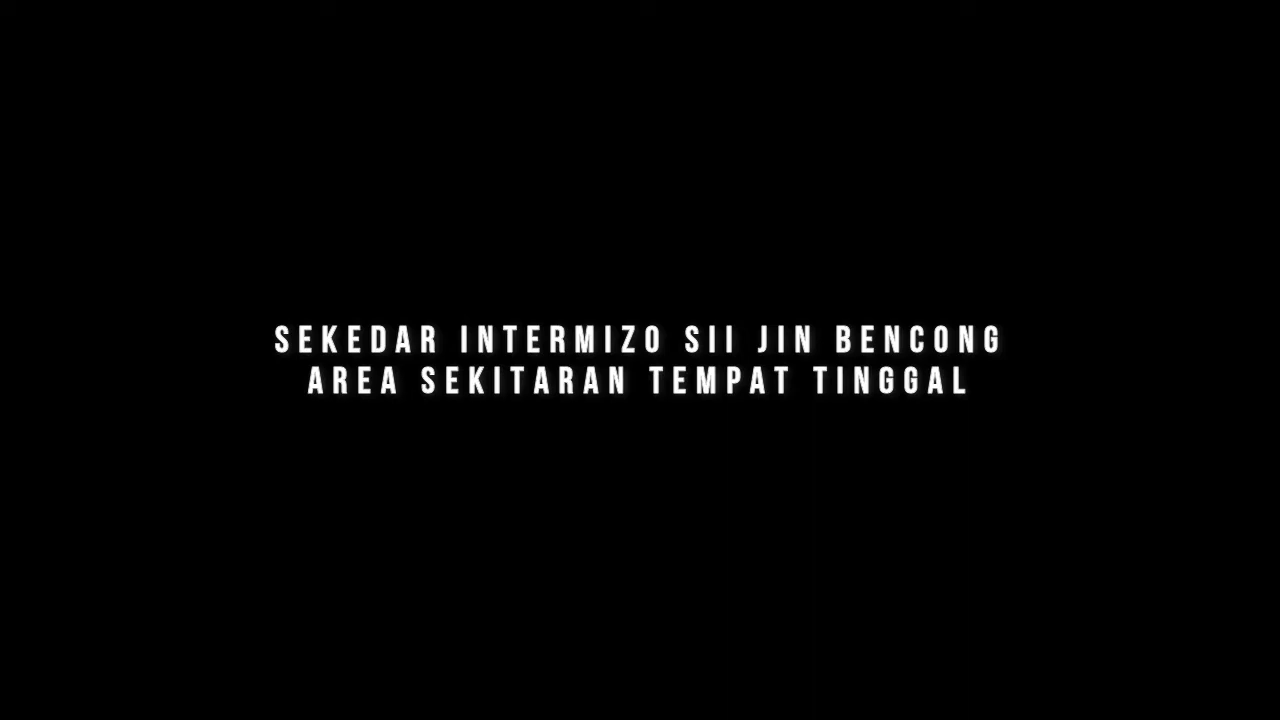 SEKEDAR INTERMIZO SII JIN BENCONG
AREA SEKITARAN TEMPAT TINGGAL